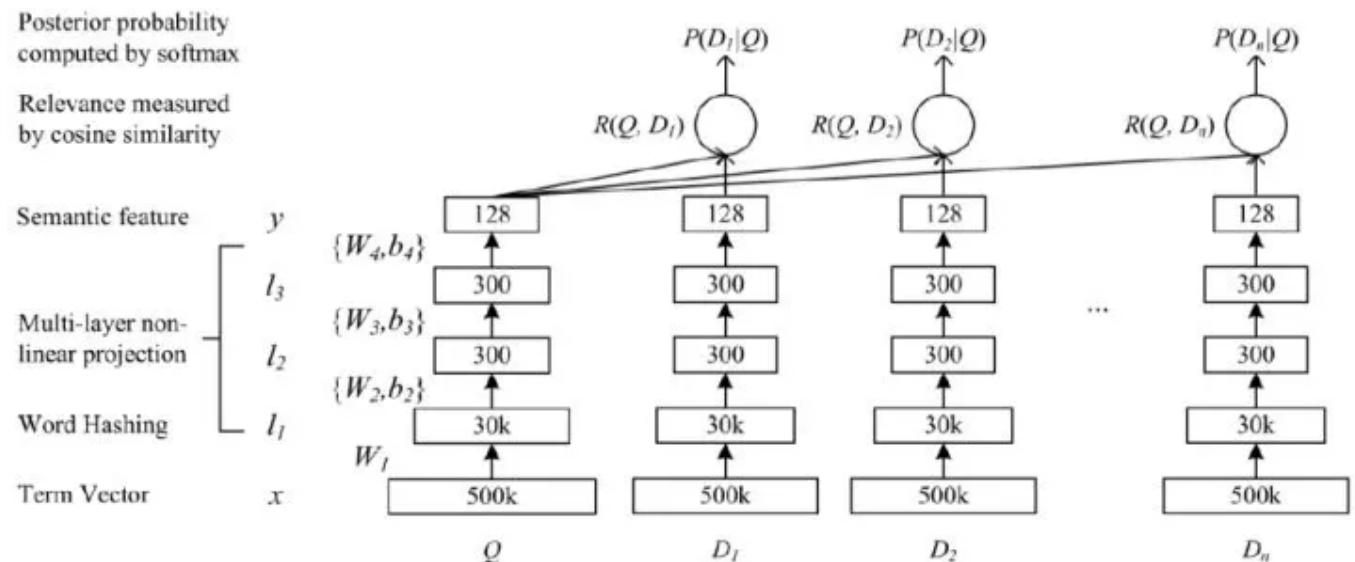 Posterior probability
computed by softmax
P(D1|Q) P(D2|Q) P(Dn|Q)
Relevance measured
by cosine similarity
R(Q, D1) R(Q, D2) R(Q, Dn)
Semantic feature y 128 128 128 128
{W4,b4}
l3 300 300 300 300
Multi-layer non-
linear projection
{W3,b3} ...
l2 300 300 300 300
{W2,b2}
Word Hashing l1 30k 30k 30k 30k
W1
Term Vector x 500k 500k 500k 500k
Q D1 D2 Dn